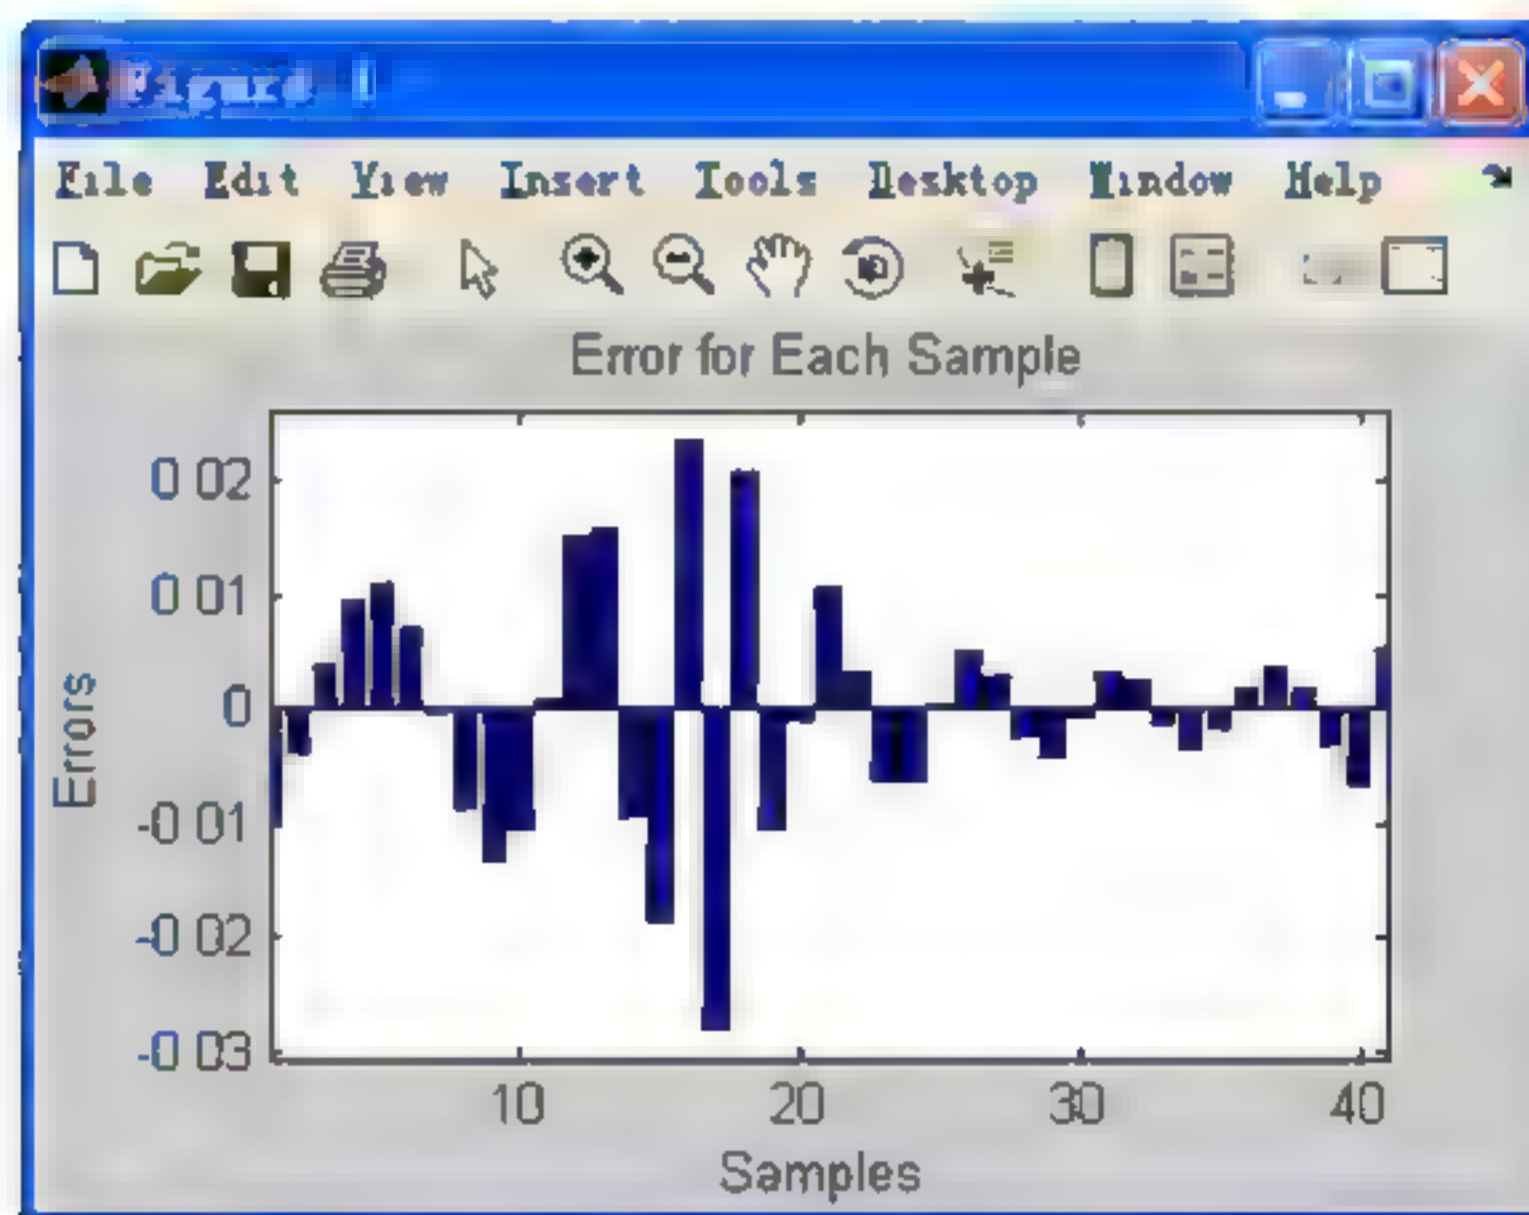 Figure 1
File Edit View Insert Tools Desktop Window Help
Error for Each Sample
0 02
0 01
0
-0 01
-0 02
-0 03
Errors
10 20 30 40
Samples